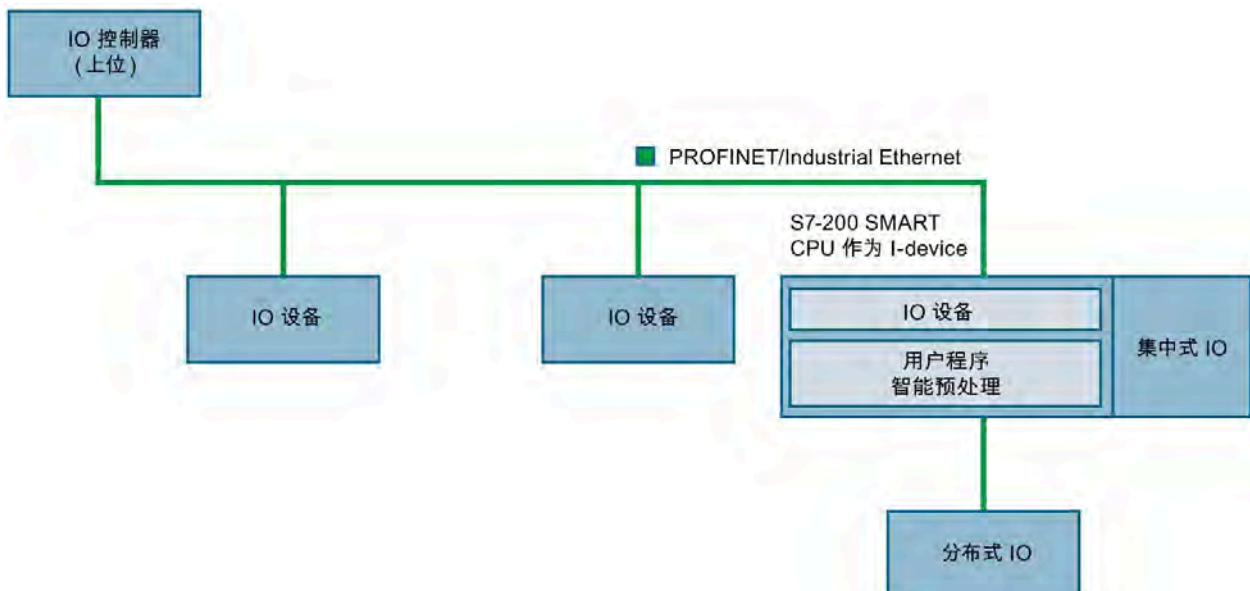 IO 控制器
(上位)
PROFINET/Industrial Ethernet
S7-200 SMART
CPU 作为 I-device
IO 设备
IO 设备
IO 设备
用户程序
智能预处理
集中式 IO
分布式 IO